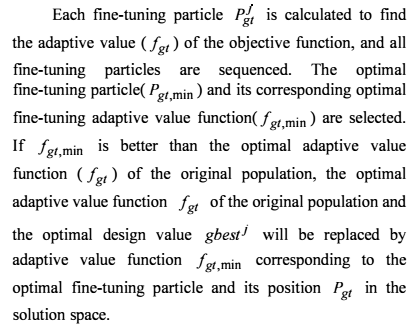 Each fine-tuning particle $P_{gt}^{j}$ is calculated to find
the adaptive value ( $f_{gt}$ ) of the objective function, and all
fine-tuning particles are sequenced. The optimal
fine-tuning particle( $P_{gt,\min}$ ) and its corresponding optimal
fine-tuning adaptive value function( $f_{gt,\min}$ ) are selected.
If $f_{gt,\min}$ is better than the optimal adaptive value
function ( $f_{gt}$ ) of the original population, the optimal
adaptive value function $f_{gt}$ of the original population and
the optimal design value $gbest^{j}$ will be replaced by
adaptive value function $f_{gt,\min}$ corresponding to the
optimal fine-tuning particle and its position $P_{gt}$ in the
solution space.